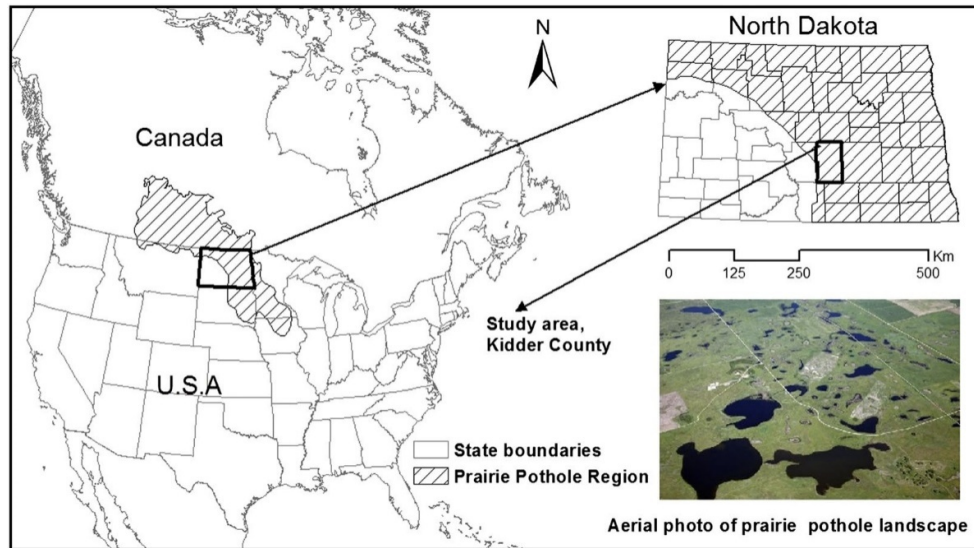 North Dakota
N
Canada
Km
0 125 250 500
Study area,
Kidder County
U.S.A
State boundaries
Prairie Pothole Region
Aerial photo of prairie pothole landscape